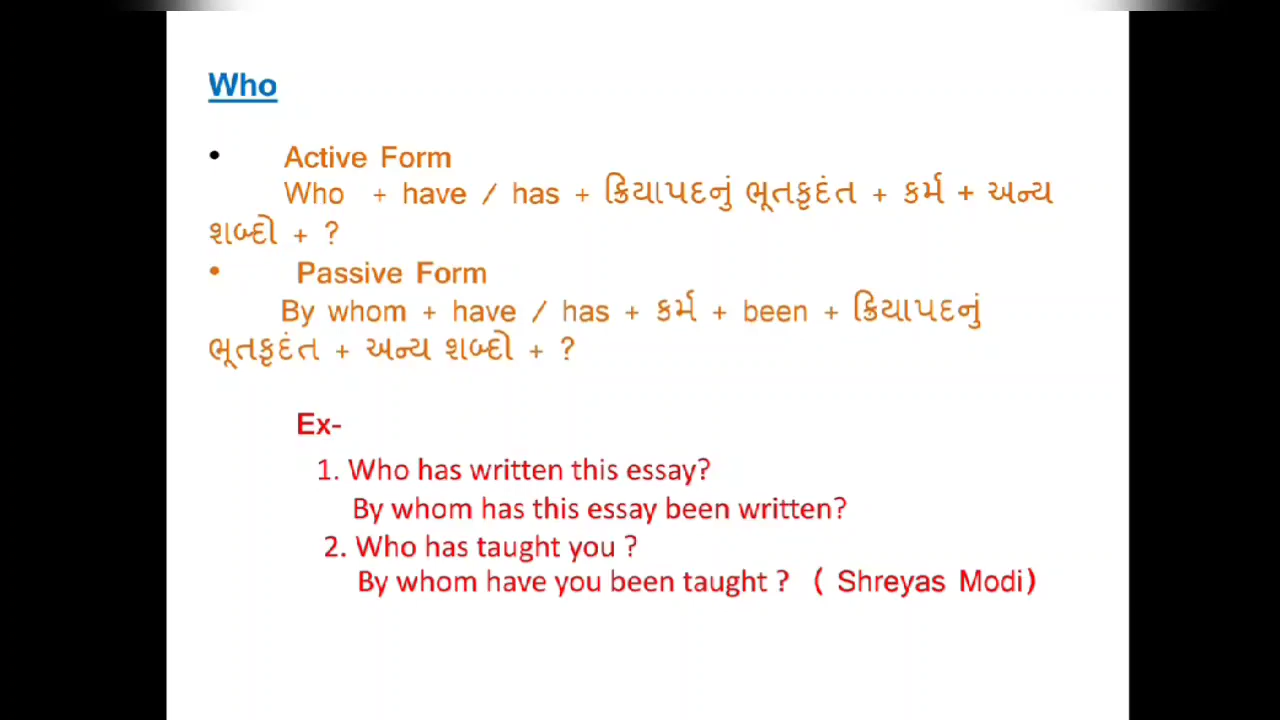 Who
• Active Form
Who + have / has + ક્રિયાપદનું ભૂતકૃદંત + કર્મ + અન્ય
શબ્દો + ?
• Passive Form
By whom + have / has + કર્મ + been + ક્રિયાપદનું
ભૂતકૃદંત + અન્ય શબ્દો + ?
Ex-
1. Who has written this essay?
By whom has this essay been written?
2. Who has taught you ?
By whom have you been taught ? ( Shreyas Modi)